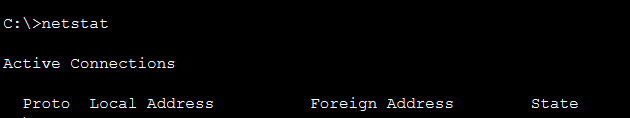 C:\>netstat
Active Connections
Proto  Local Address          Foreign Address        State